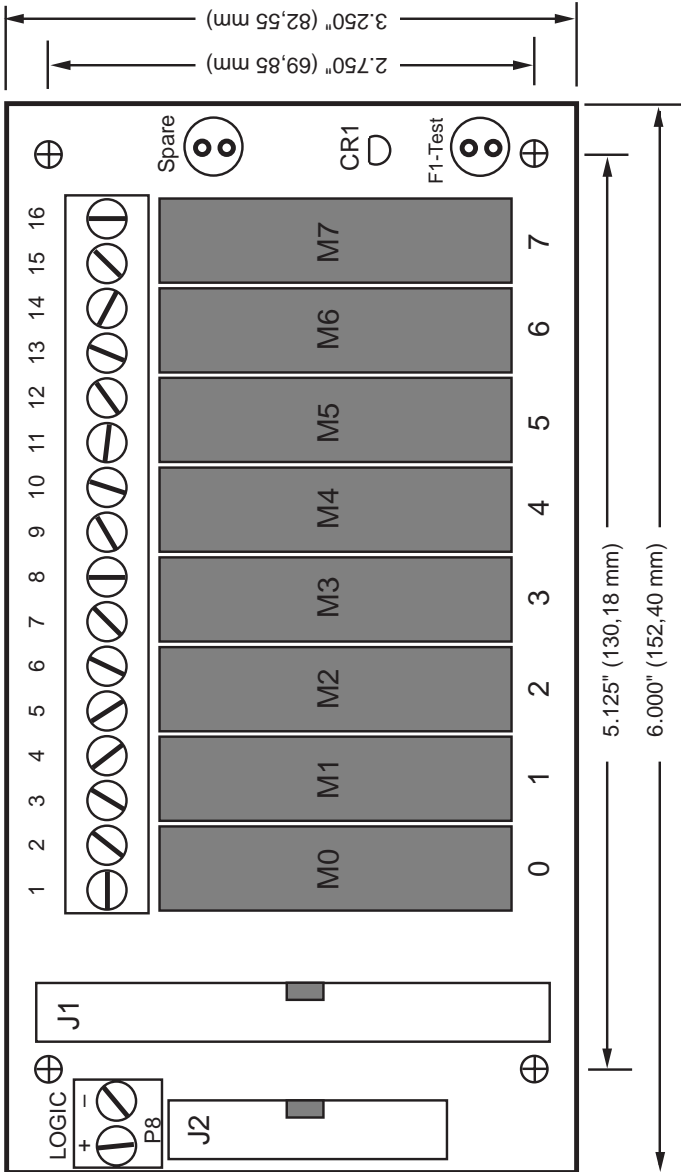 3.250" (82,55 mm)
2.750" (69,85 mm)
Spare
CR1
F1-Test
16
15
14
13
12
11
10
9
8
7
6
5
4
3
2
1
M7
M6
M5
M4
M3
M2
M1
M0
7
6
5
4
3
2
1
0
5.125" (130,18 mm)
6.000" (152,40 mm)
J1
LOGIC
+ –
P8
J2